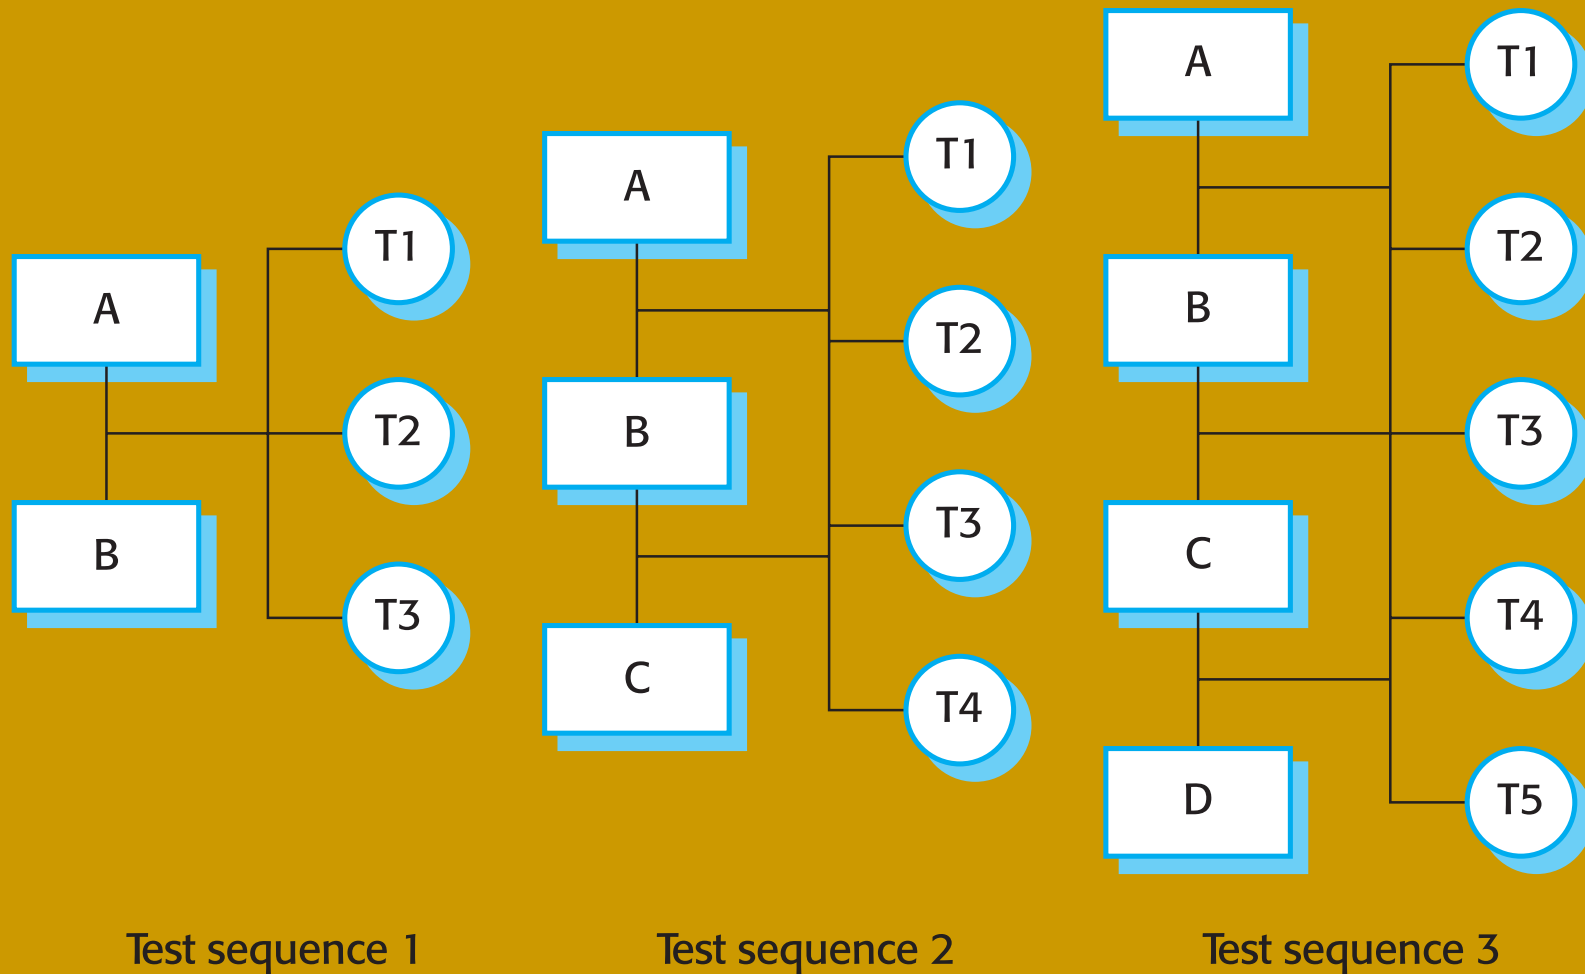 A
B
T1
T2
T3
Test sequence 1
A
B
C
T1
T2
T3
T4
Test sequence 2
A
B
C
D
T1
T2
T3
T4
T5
Test sequence 3